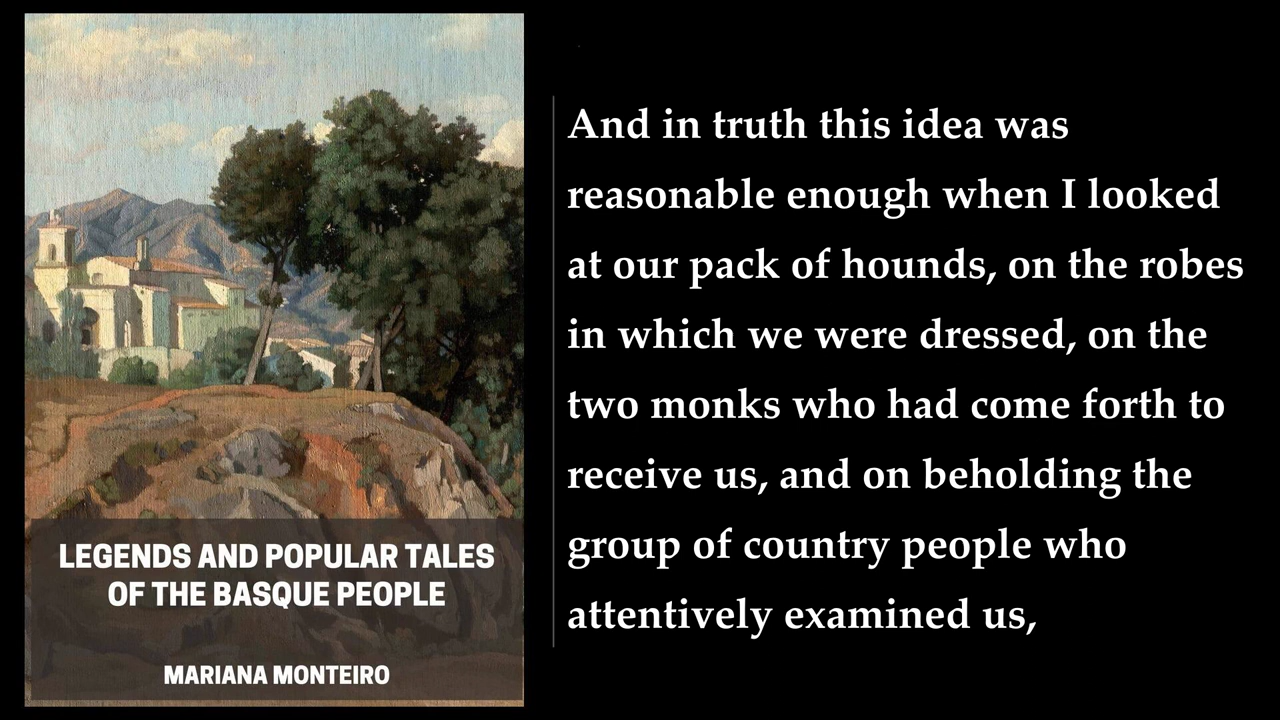 LEGENDS AND POPULAR TALES
OF THE BASQUE PEOPLE
MARIANA MONTEIRO
And in truth this idea was
reasonable enough when I looked
at our pack of hounds, on the robes
in which we were dressed, on the
two monks who had come forth to
receive us, and on beholding the
group of country people who
attentively examined us,